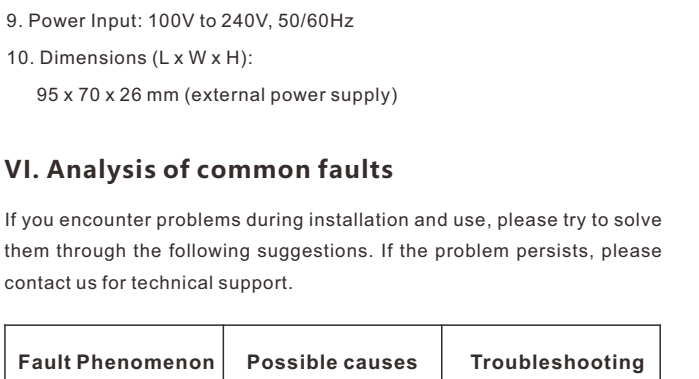 9. Power Input: 100V to 240V, 50/60Hz
10. Dimensions (L x W x H):
95 x 70 x 26 mm (external power supply)
VI. Analysis of common faults
If you encounter problems during installation and use, please try to solve
them through the following suggestions. If the problem persists, please
contact us for technical support.
Fault Phenomenon Possible causes Troubleshooting